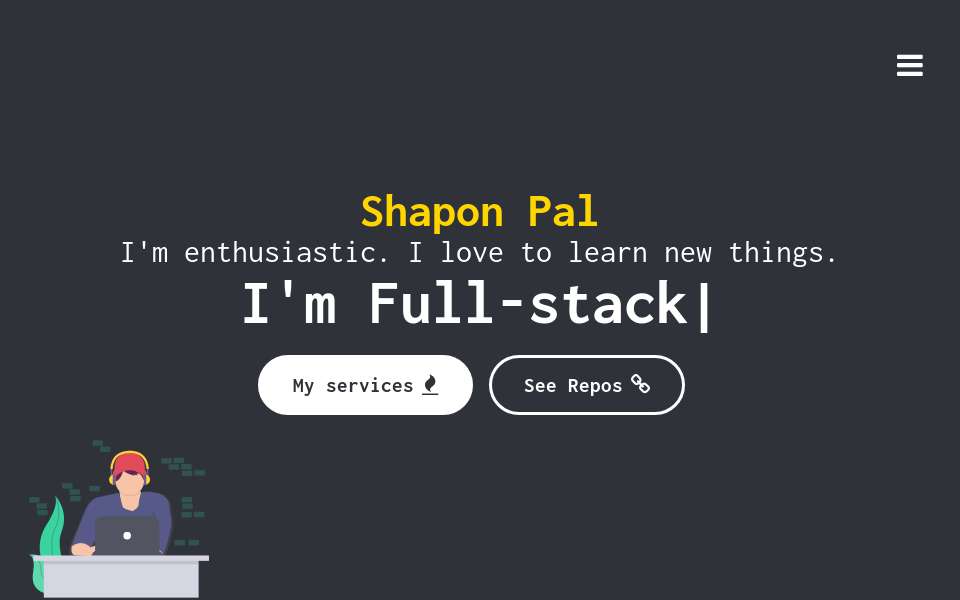 Shapon Pal
I'm enthusiastic. I love to learn new things.
I'm Full-stack|
My services
See Repos